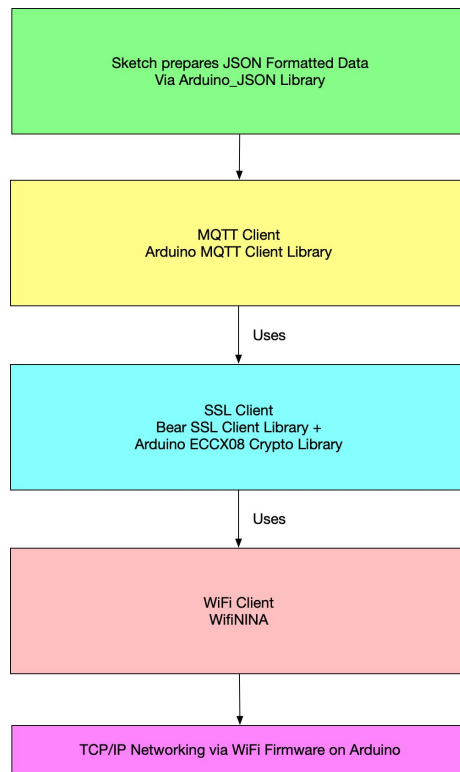 Sketch prepares JSON Formatted Data
Via Arduino_JSON Library
MQTT Client
Arduino MQTT Client Library
Uses
SSL Client
Bear SSL Client Library +
Arduino ECCX08 Crypto Library
Uses
WiFi Client
WifiNINA
TCP/IP Networking via WiFi Firmware on Arduino